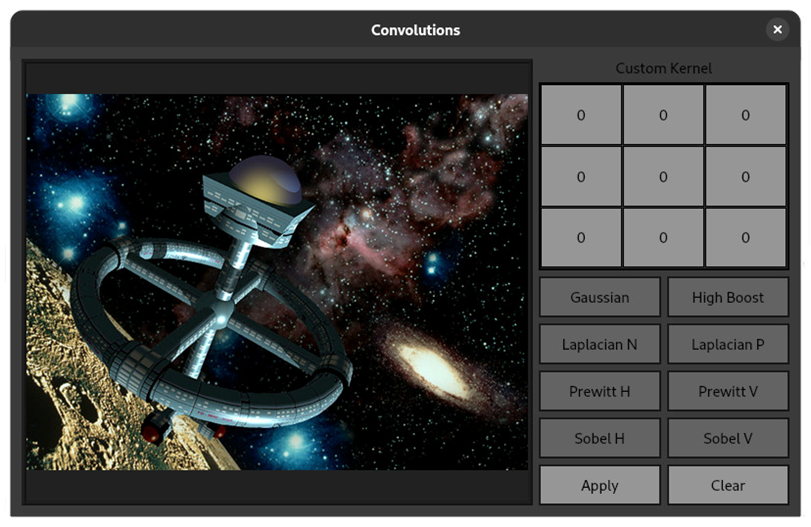 Convolutions
Custom Kernel
0 0 0
0 0 0
0 0 0
Gaussian High Boost
Laplacian N Laplacian P
Prewitt H Prewitt V
Sobel H Sobel V
Apply Clear